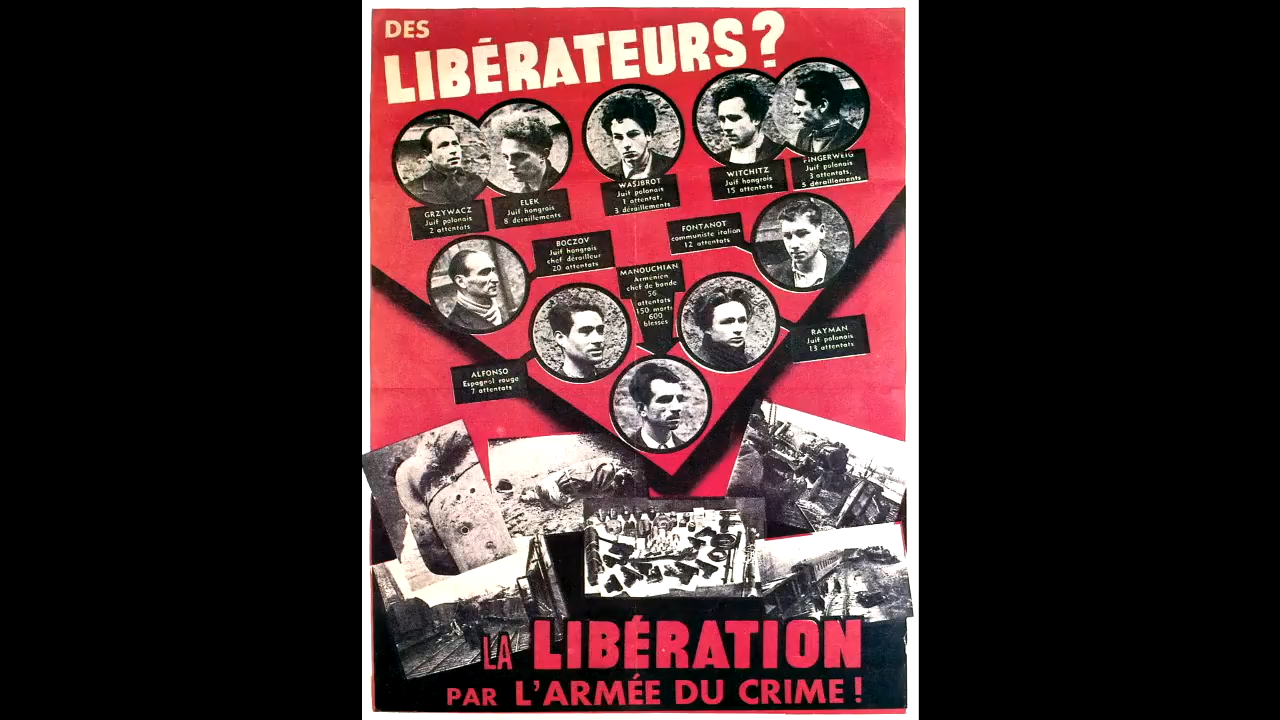 DES
LIBÉRATEURS?
GRZYWACZ
Juif polonais
2 attentats
ELEK
Juif hongrois
8 déraillements
WASJBROT
Juif polonais
1 attentat,
3 déraillements
WITCHITZ
Juif hongrois
15 attentats
FINGERWEIG
Juif polonais
3 attentats,
5 déraillements
BOCZOV
Juif hongrois
chef dérailleur
20 attentats
FONTANOT
communiste italien
12 attentats
MANOUCHIAN
Arménien
chef de bande
56
attentats
150 morts
600
blessés
RAYMAN
Juif polonais
13 attentats
ALFONSO
Espagnol rouge
7 attentats
LA LIBÉRATION
PAR L'ARMÉE DU CRIME !